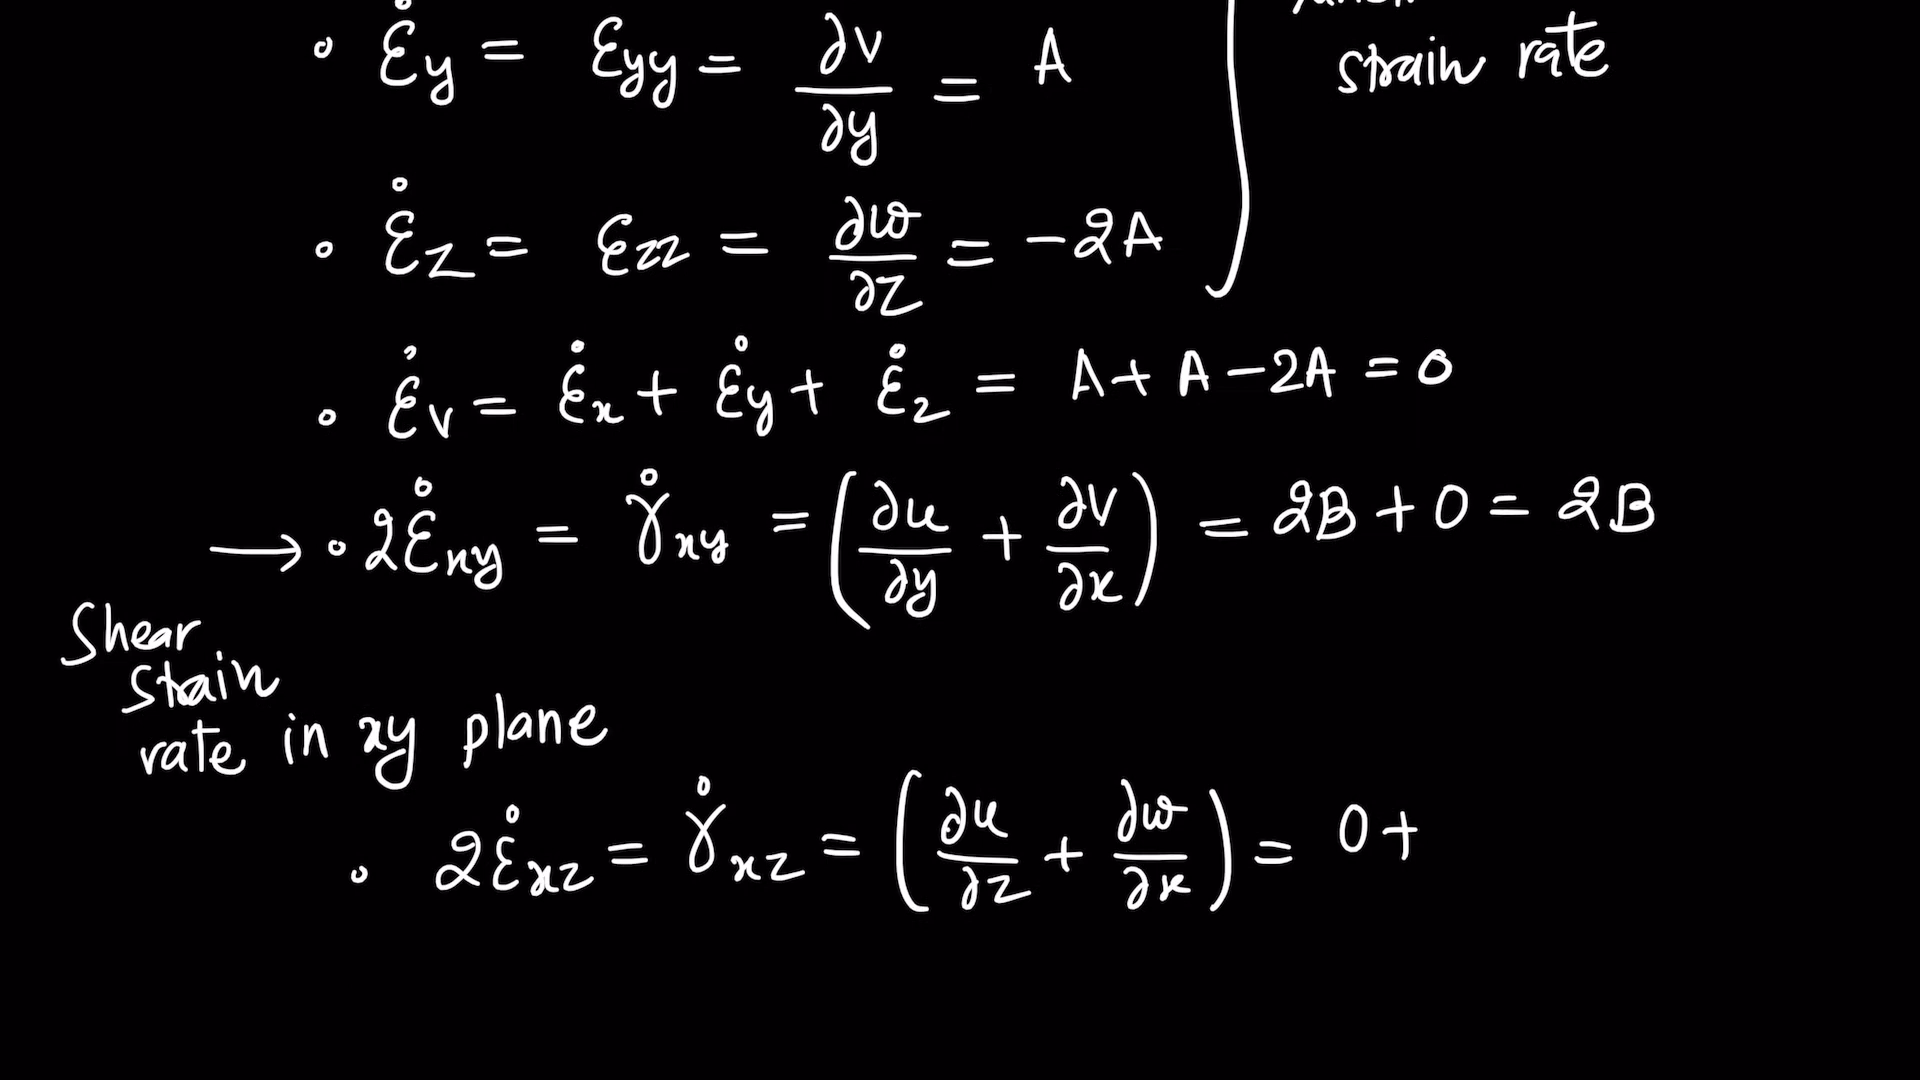 • ε̇y = εyy = ∂v/∂y = A
strain rate
• ε̇z = εzz = ∂w/∂z = -2A
• ε̇v = ε̇x + ε̇y + ε̇z = A + A - 2A = 0
→ • 2ε̇xy = γ̇xy = (∂u/∂y + ∂v/∂x) = 2B + 0 = 2B
Shear
strain
rate in xy plane
• 2ε̇xz = γ̇xz = (∂u/∂z + ∂w/∂x) = 0 +